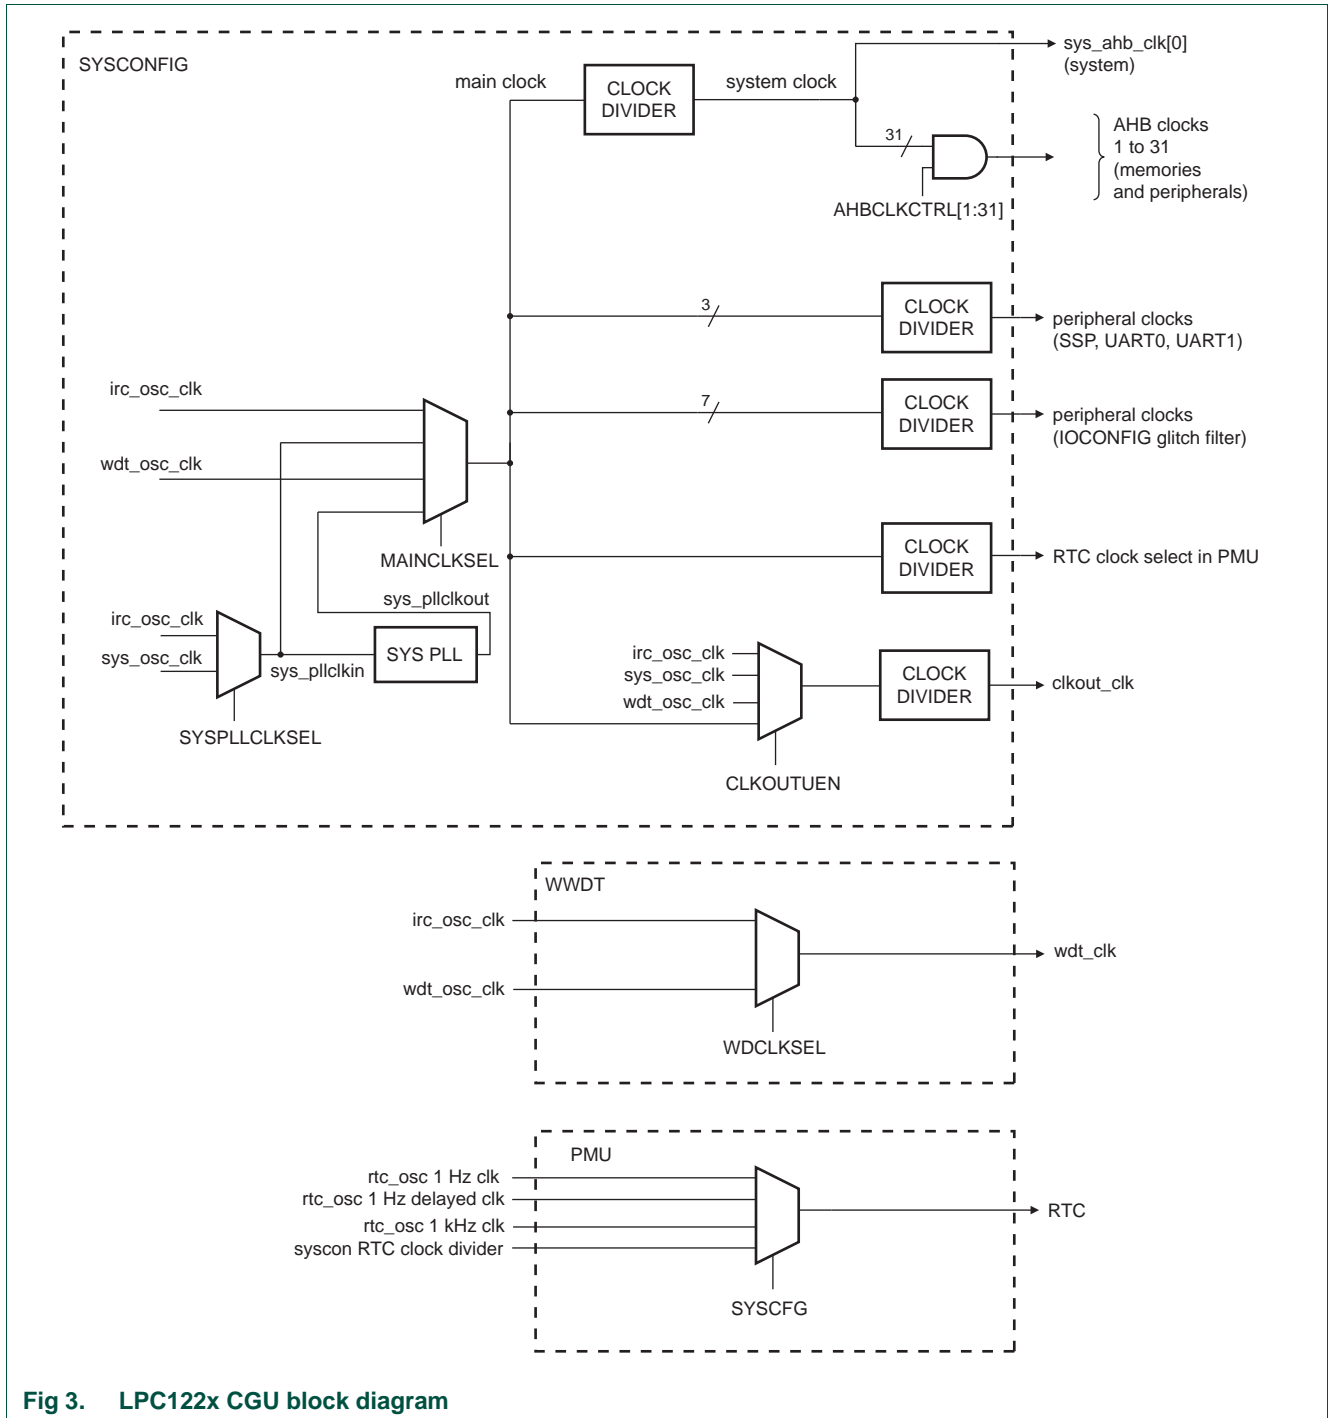 SYSCONFIG
main clock
CLOCK
DIVIDER
system clock
sys_ahb_clk[0]
(system)
31
AHB clocks
1 to 31
(memories
and peripherals)
AHBCLKCTRL[1:31]
3
CLOCK
DIVIDER
peripheral clocks
(SSP, UART0, UART1)
7
CLOCK
DIVIDER
peripheral clocks
(IOCONFIG glitch filter)
irc_osc_clk
wdt_osc_clk
MAINCLKSEL
CLOCK
DIVIDER
RTC clock select in PMU
sys_pllclkout
irc_osc_clk
sys_osc_clk
sys_pllclkin
SYS PLL
SYSPLLCLKSEL
irc_osc_clk
sys_osc_clk
wdt_osc_clk
CLOCK
DIVIDER
clkout_clk
CLKOUTUEN
WWDT
irc_osc_clk
wdt_osc_clk
wdt_clk
WDCLKSEL
PMU
rtc_osc 1 Hz clk
rtc_osc 1 Hz delayed clk
rtc_osc 1 kHz clk
syscon RTC clock divider
RTC
SYSCFG
Fig 3. LPC122x CGU block diagram